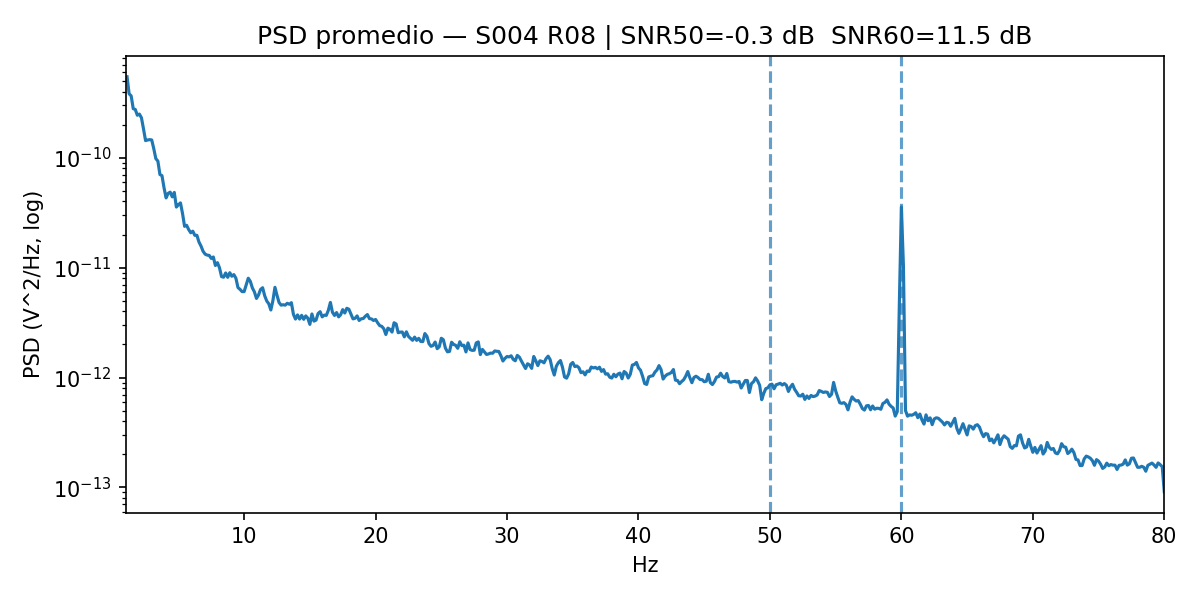 PSD promedio — S004 R08 | SNR50=-0.3 dB  SNR60=11.5 dB
PSD (V^2/Hz, log)
10⁻¹⁰
10⁻¹¹
10⁻¹²
10⁻¹³
10 20 30 40 50 60 70 80
Hz